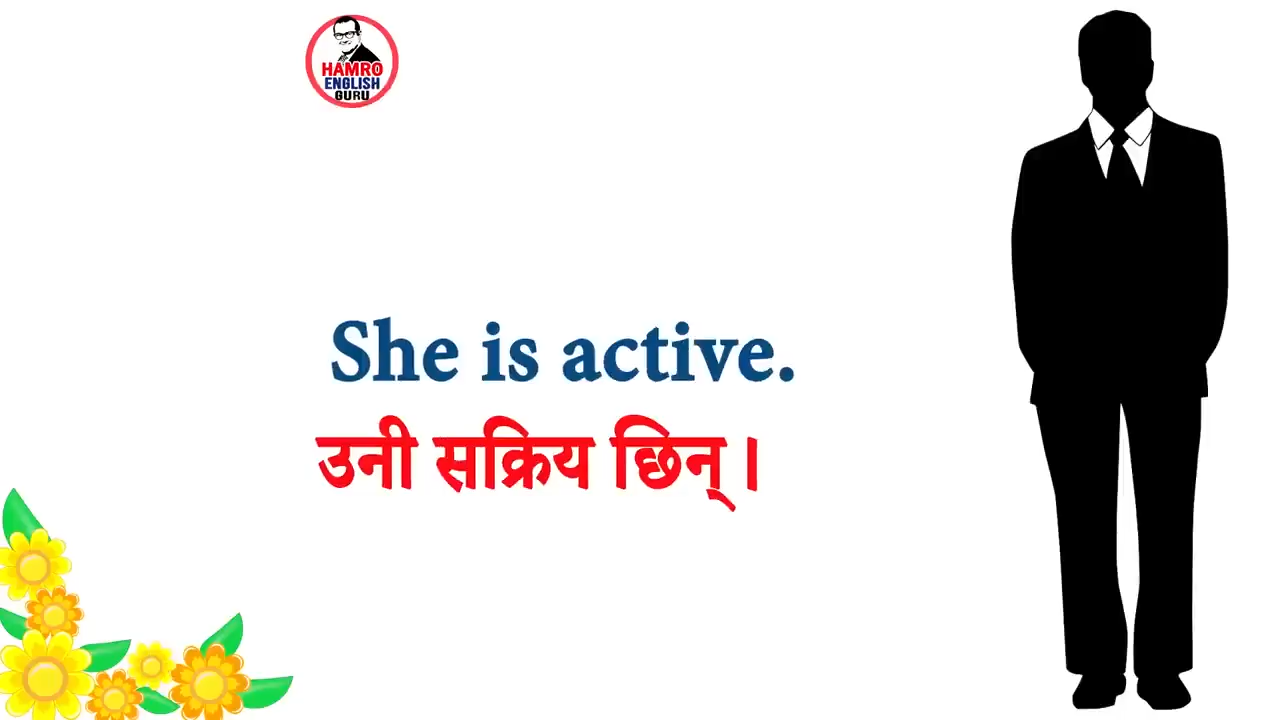 HAMRO
ENGLISH
GURU
She is active.
उनी सक्रिय छिन् ।